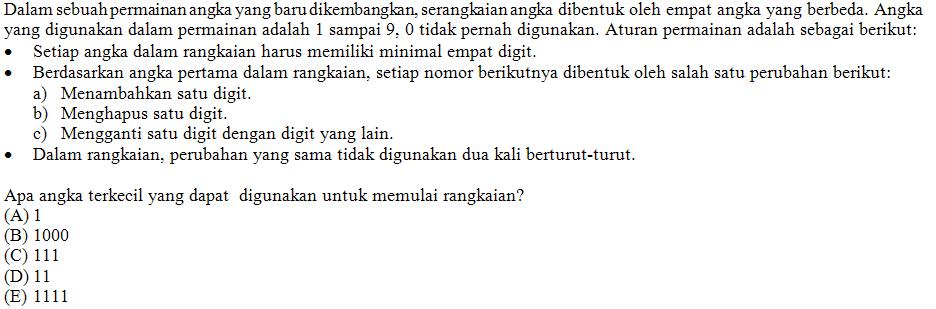 Dalam sebuah permainan angka yang baru dikembangkan, serangkaian angka dibentuk oleh empat angka yang berbeda. Angka
yang digunakan dalam permainan adalah 1 sampai 9, 0 tidak pernah digunakan. Aturan permainan adalah sebagai berikut:
• Setiap angka dalam rangkaian harus memiliki minimal empat digit.
• Berdasarkan angka pertama dalam rangkaian, setiap nomor berikutnya dibentuk oleh salah satu perubahan berikut:
a) Menambahkan satu digit.
b) Menghapus satu digit.
c) Mengganti satu digit dengan digit yang lain.
• Dalam rangkaian, perubahan yang sama tidak digunakan dua kali berturut-turut.
Apa angka terkecil yang dapat digunakan untuk memulai rangkaian?
(A) 1
(B) 1000
(C) 111
(D) 11
(E) 1111